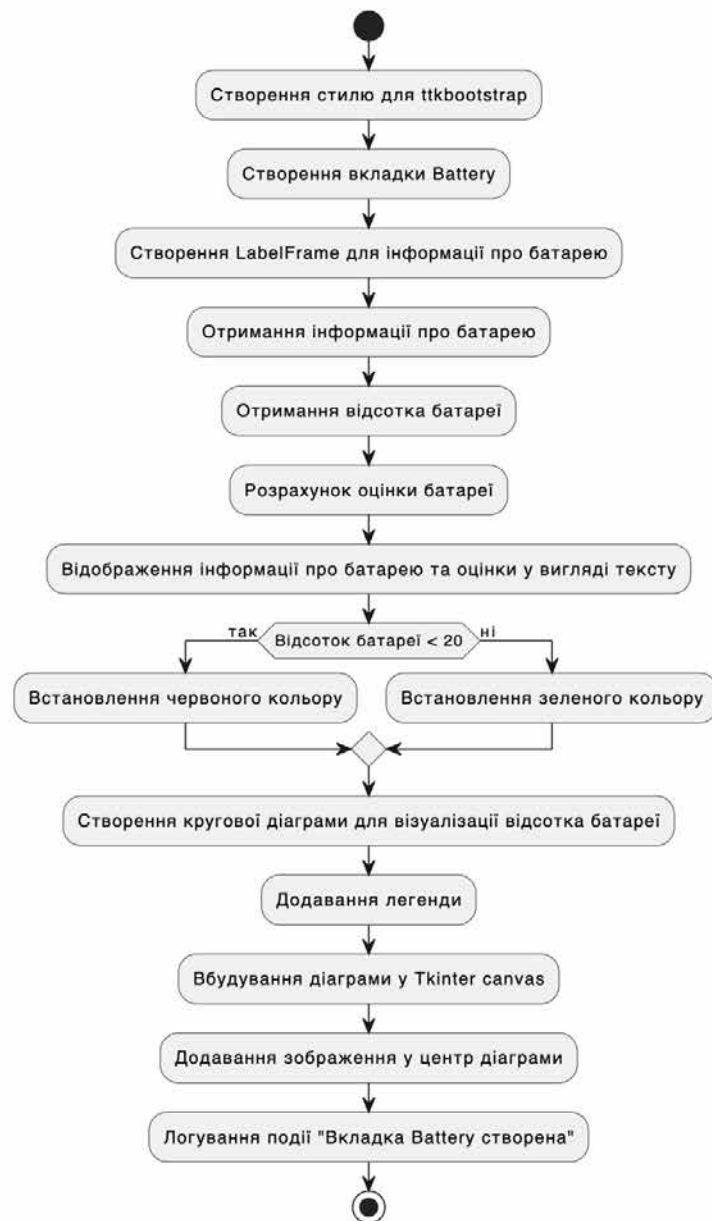 Створення стилю для ttkbootstrap
Створення вкладки Battery
Створення LabelFrame для інформації про батарею
Отримання інформації про батарею
Отримання відсотка батареї
Розрахунок оцінки батареї
Відображення інформації про батарею та оцінки у вигляді тексту
так
Відсоток батареї < 20
ні
Встановлення червоного кольору
Встановлення зеленого кольору
Створення кругової діаграми для візуалізації відсотка батареї
Додавання легенди
Вбудування діаграми у Tkinter canvas
Додавання зображення у центр діаграми
Логування події "Вкладка Battery створена"